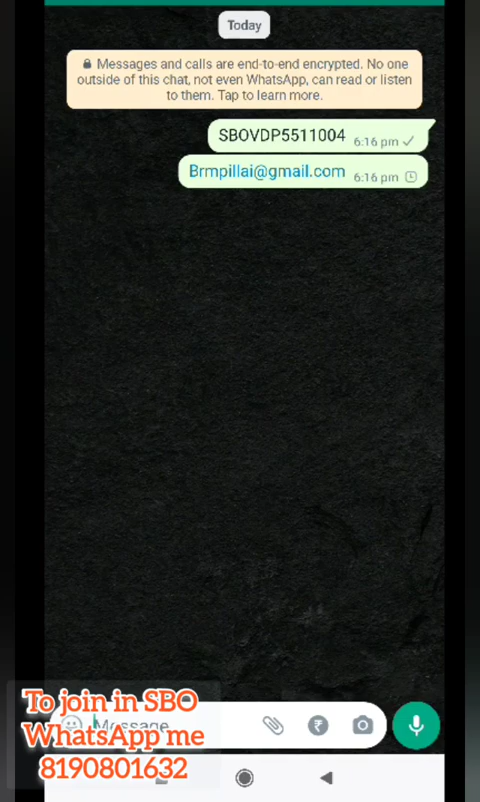 Today
Messages and calls are end-to-end encrypted. No one
outside of this chat, not even WhatsApp, can read or listen
to them. Tap to learn more.
SBOVDP5511004 6:16 pm
Brmpillai@gmail.com 6:16 pm
Message
To join in SBO
WhatsApp me
8190801632